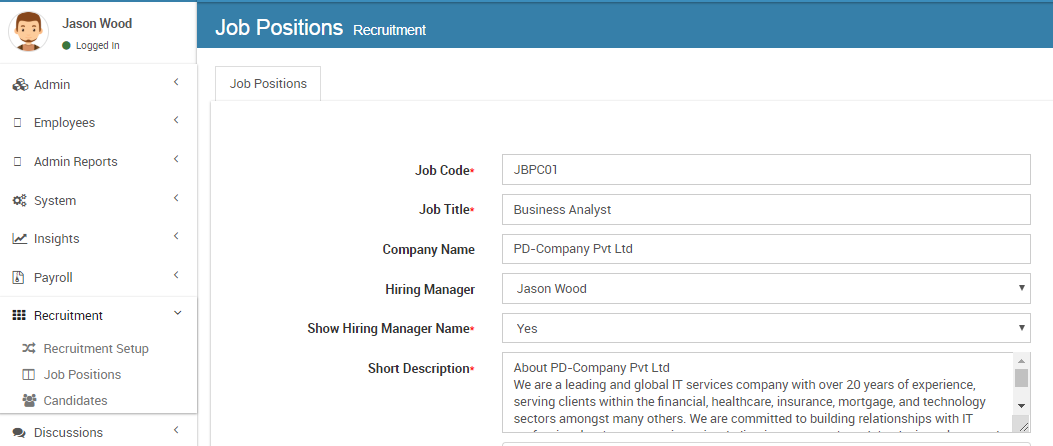 Jason Wood
Logged In
Admin
Employees
Admin Reports
System
Insights
Payroll
Recruitment
Recruitment Setup
Job Positions
Candidates
Discussions
Job Positions Recruitment
Job Positions
Job Code* JBPC01
Job Title* Business Analyst
Company Name PD-Company Pvt Ltd
Hiring Manager Jason Wood
Show Hiring Manager Name* Yes
Short Description* About PD-Company Pvt Ltd
We are a leading and global IT services company with over 20 years of experience,
serving clients within the financial, healthcare, insurance, mortgage, and technology
sectors amongst many others. We are committed to building relationships with IT